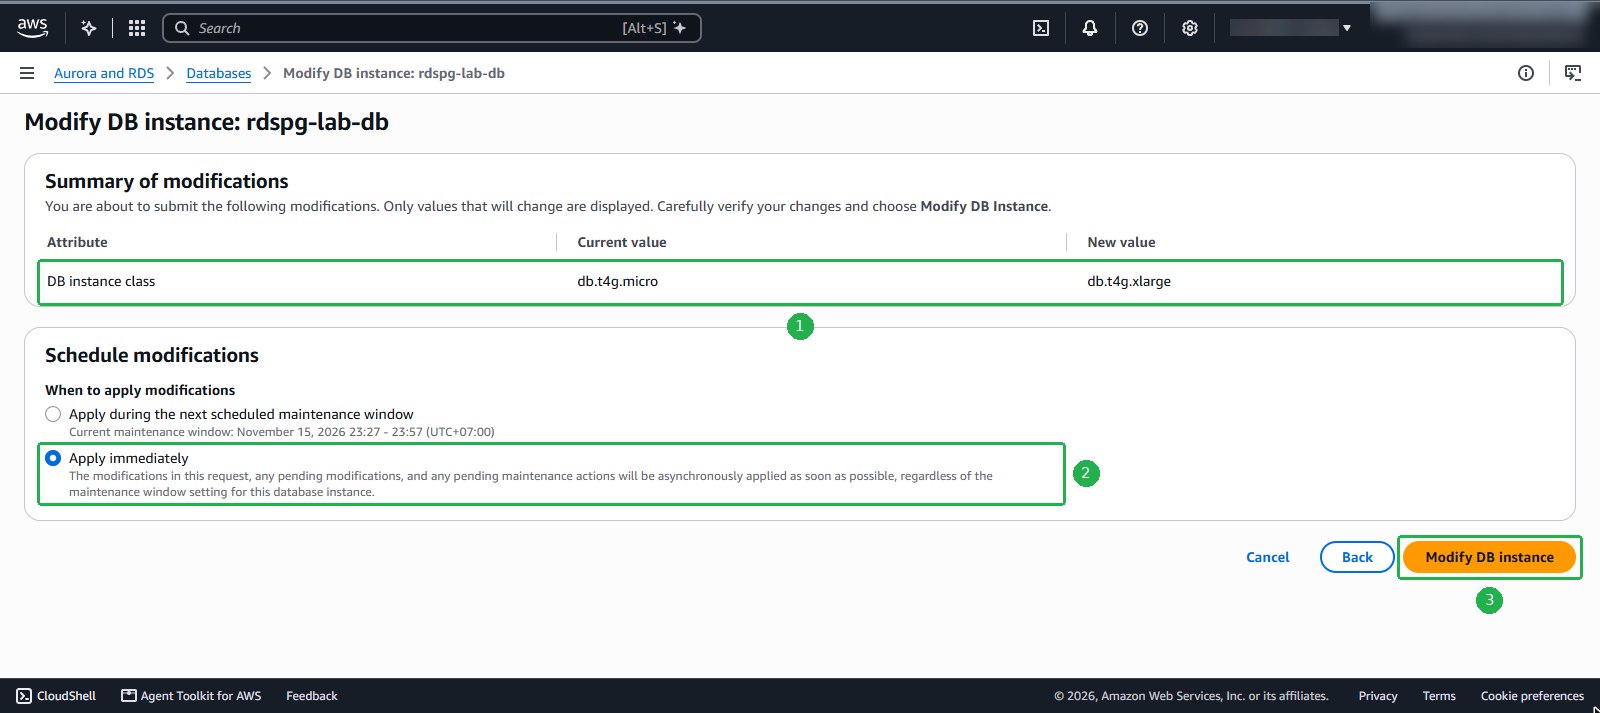 aws
Search
[Alt+S]
Aurora and RDS
Databases
Modify DB instance: rdspg-lab-db
Modify DB instance: rdspg-lab-db
Summary of modifications
You are about to submit the following modifications. Only values that will change are displayed. Carefully verify your changes and choose Modify DB Instance.
Attribute
Current value
New value
DB instance class
db.t4g.micro
db.t4g.xlarge
1
Schedule modifications
When to apply modifications
Apply during the next scheduled maintenance window
Current maintenance window: November 15, 2026 23:27 - 23:57 (UTC+07:00)
Apply immediately
The modifications in this request, any pending modifications, and any pending maintenance actions will be asynchronously applied as soon as possible, regardless of the
maintenance window setting for this database instance.
2
Cancel
Back
Modify DB instance
3
CloudShell
Agent Toolkit for AWS
Feedback
© 2026, Amazon Web Services, Inc. or its affiliates.
Privacy
Terms
Cookie preferences